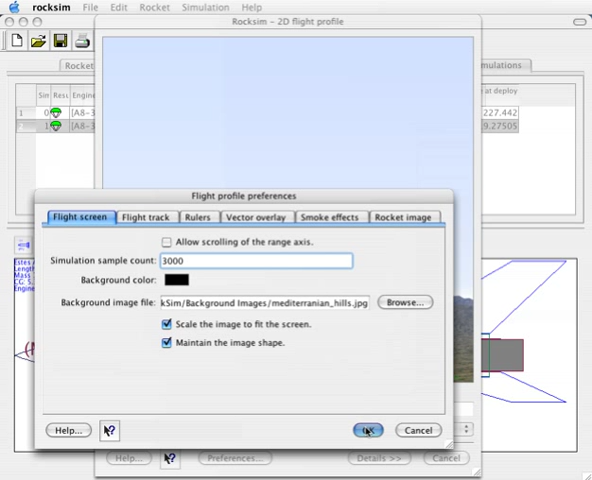 rocksim File Edit Rocket Simulation Help
Rocksim - 2D flight profile
Rocket
Sim Resu Engine
at deploy
1 0 [A8-3 227.442
2 1 [A8-3 9.27505
Flight profile preferences
Flight screen Flight track Rulers Vector overlay Smoke effects Rocket image
Allow scrolling of the range axis.
Simulation sample count: 3000
Background color:
Background image file: kSim/Background Images/mediterranian_hills.jpg Browse...
Scale the image to fit the screen.
Maintain the image shape.
Estes A
Length
Mass
CG: 5
Engine
Help... OK Cancel
Help... Preferences... Details >> Cancel